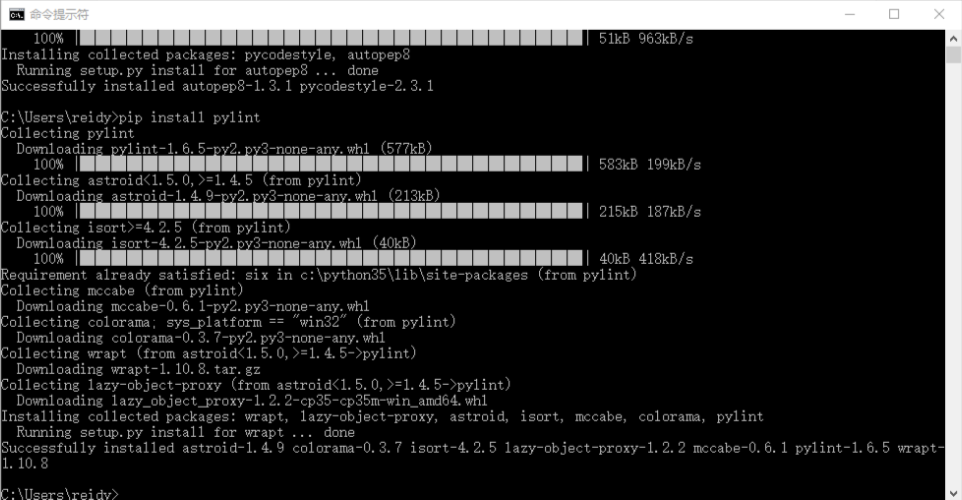 命令提示符
100% 51kB 963kB/s
Installing collected packages: pycodestyle, autopep8
  Running setup.py install for autopep8 ... done
Successfully installed autopep8-1.3.1 pycodestyle-2.3.1
C:\Users\reidy>pip install pylint
Collecting pylint
  Downloading pylint-1.6.5-py2.py3-none-any.whl (577kB)
    100% || 583kB 199kB/s
Collecting astroid<1.5.0,>=1.4.5 (from pylint)
  Downloading astroid-1.4.9-py2.py3-none-any.whl (213kB)
    100% || 215kB 187kB/s
Collecting isort>=4.2.5 (from pylint)
  Downloading isort-4.2.5-py2.py3-none-any.whl (40kB)
    100% || 40kB 418kB/s
Requirement already satisfied: six in c:\python35\lib\site-packages (from pylint)
Collecting mccabe (from pylint)
  Downloading mccabe-0.6.1-py2.py3-none-any.whl
Collecting colorama; sys_platform == "win32" (from pylint)
  Downloading colorama-0.3.7-py2.py3-none-any.whl
Collecting wrapt (from astroid<1.5.0,>=1.4.5->pylint)
  Downloading wrapt-1.10.8.tar.gz
Collecting lazy-object-proxy (from astroid<1.5.0,>=1.4.5->pylint)
  Downloading lazy_object_proxy-1.2.2-cp35-cp35m-win_amd64.whl
Installing collected packages: wrapt, lazy-object-proxy, astroid, isort, mccabe, colorama, pylint
  Running setup.py install for wrapt ... done
Successfully installed astroid-1.4.9 colorama-0.3.7 isort-4.2.5 lazy-object-proxy-1.2.2 mccabe-0.6.1 pylint-1.6.5 wrapt-
1.10.8
C:\Users\reidy>